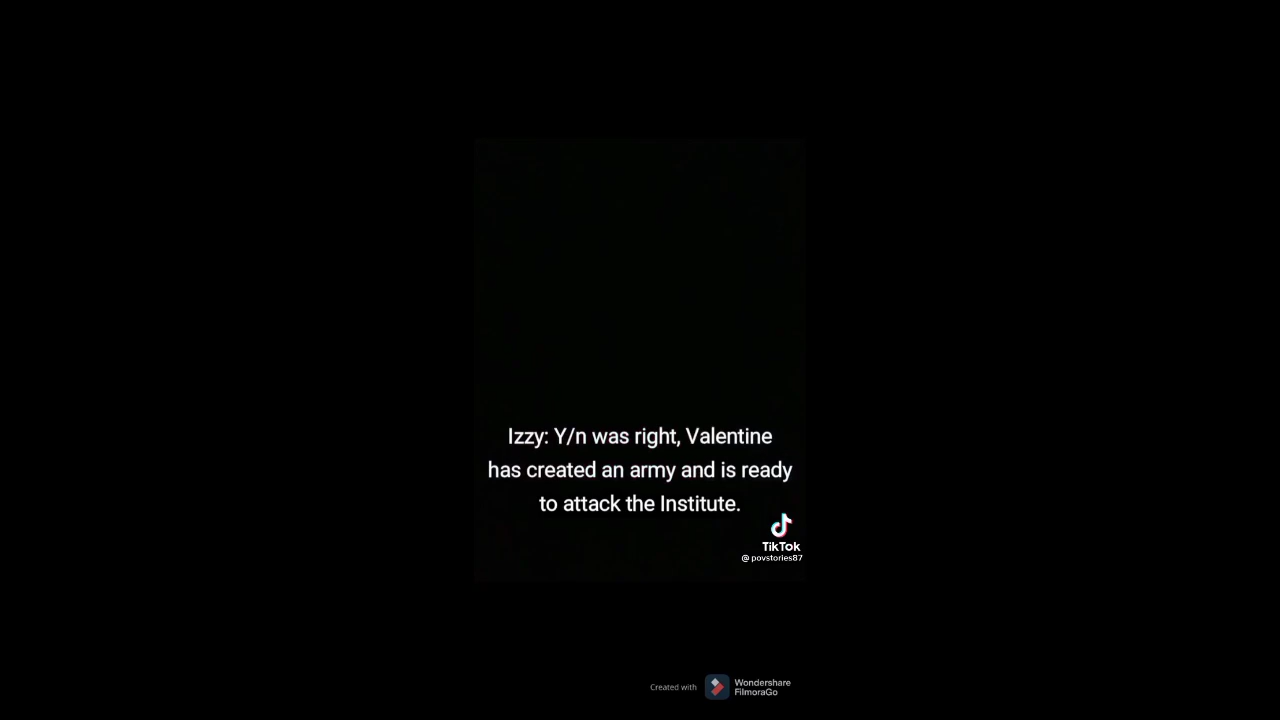 Izzy: Y/n was right, Valentine
has created an army and is ready
to attack the Institute.
TikTok
@ povstories87
Created with
Wondershare
FilmoraGo